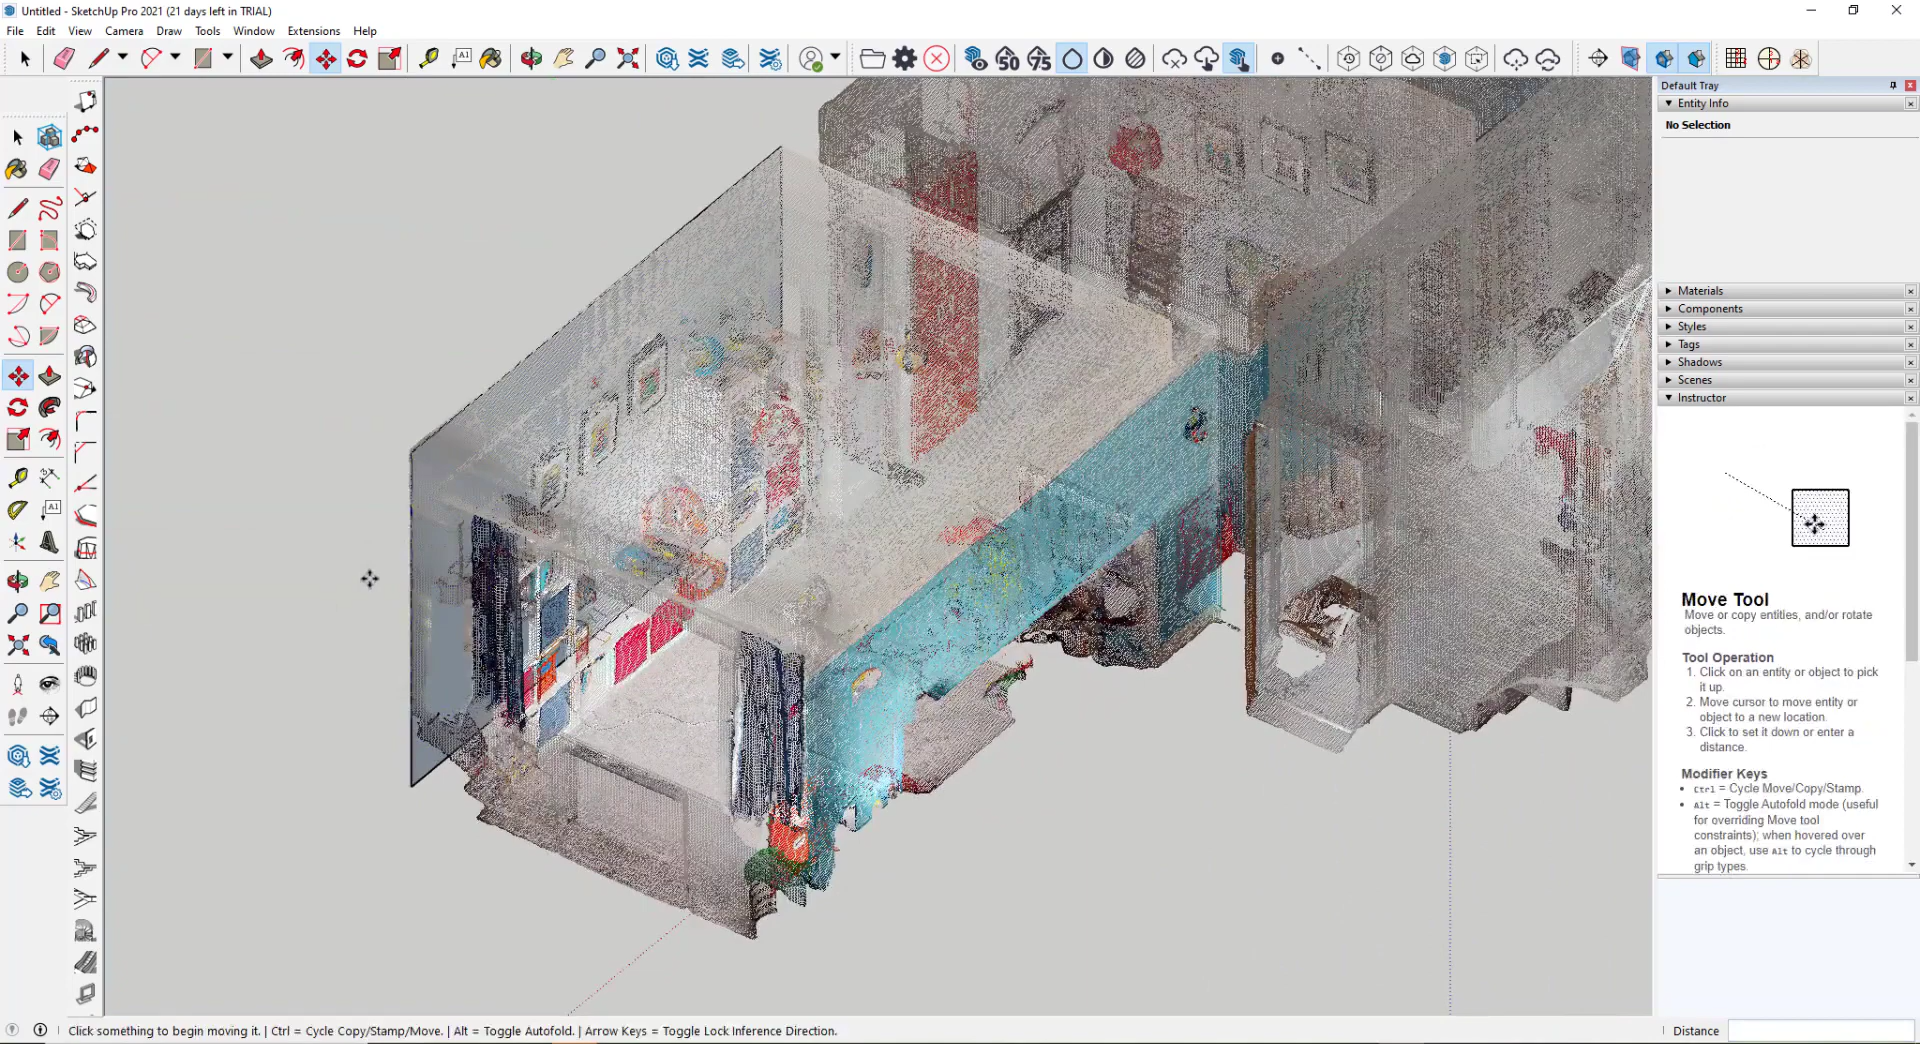 Untitled - SketchUp Pro 2021 (21 days left in TRIAL)
File Edit View Camera Draw Tools Window Extensions Help
A1
50
75
Default Tray
Entity Info
No Selection
Materials
Components
Styles
Tags
Shadows
Scenes
Instructor
A1
Move Tool
Move or copy entities, and/or rotate
objects.
Tool Operation
1. Click on an entity or object to pick
it up.
2. Move cursor to move entity or
object to a new location.
3. Click to set it down or enter a
distance.
Modifier Keys
• Ctrl = Cycle Move/Copy/Stamp.
• Alt = Toggle Autofold mode (useful
for overriding Move tool
constraints); when hovered over
an object, use Alt to cycle through
grip types.
Click something to begin moving it. | Ctrl = Cycle Copy/Stamp/Move. | Alt = Toggle Autofold. | Arrow Keys = Toggle Lock Inference Direction.
Distance